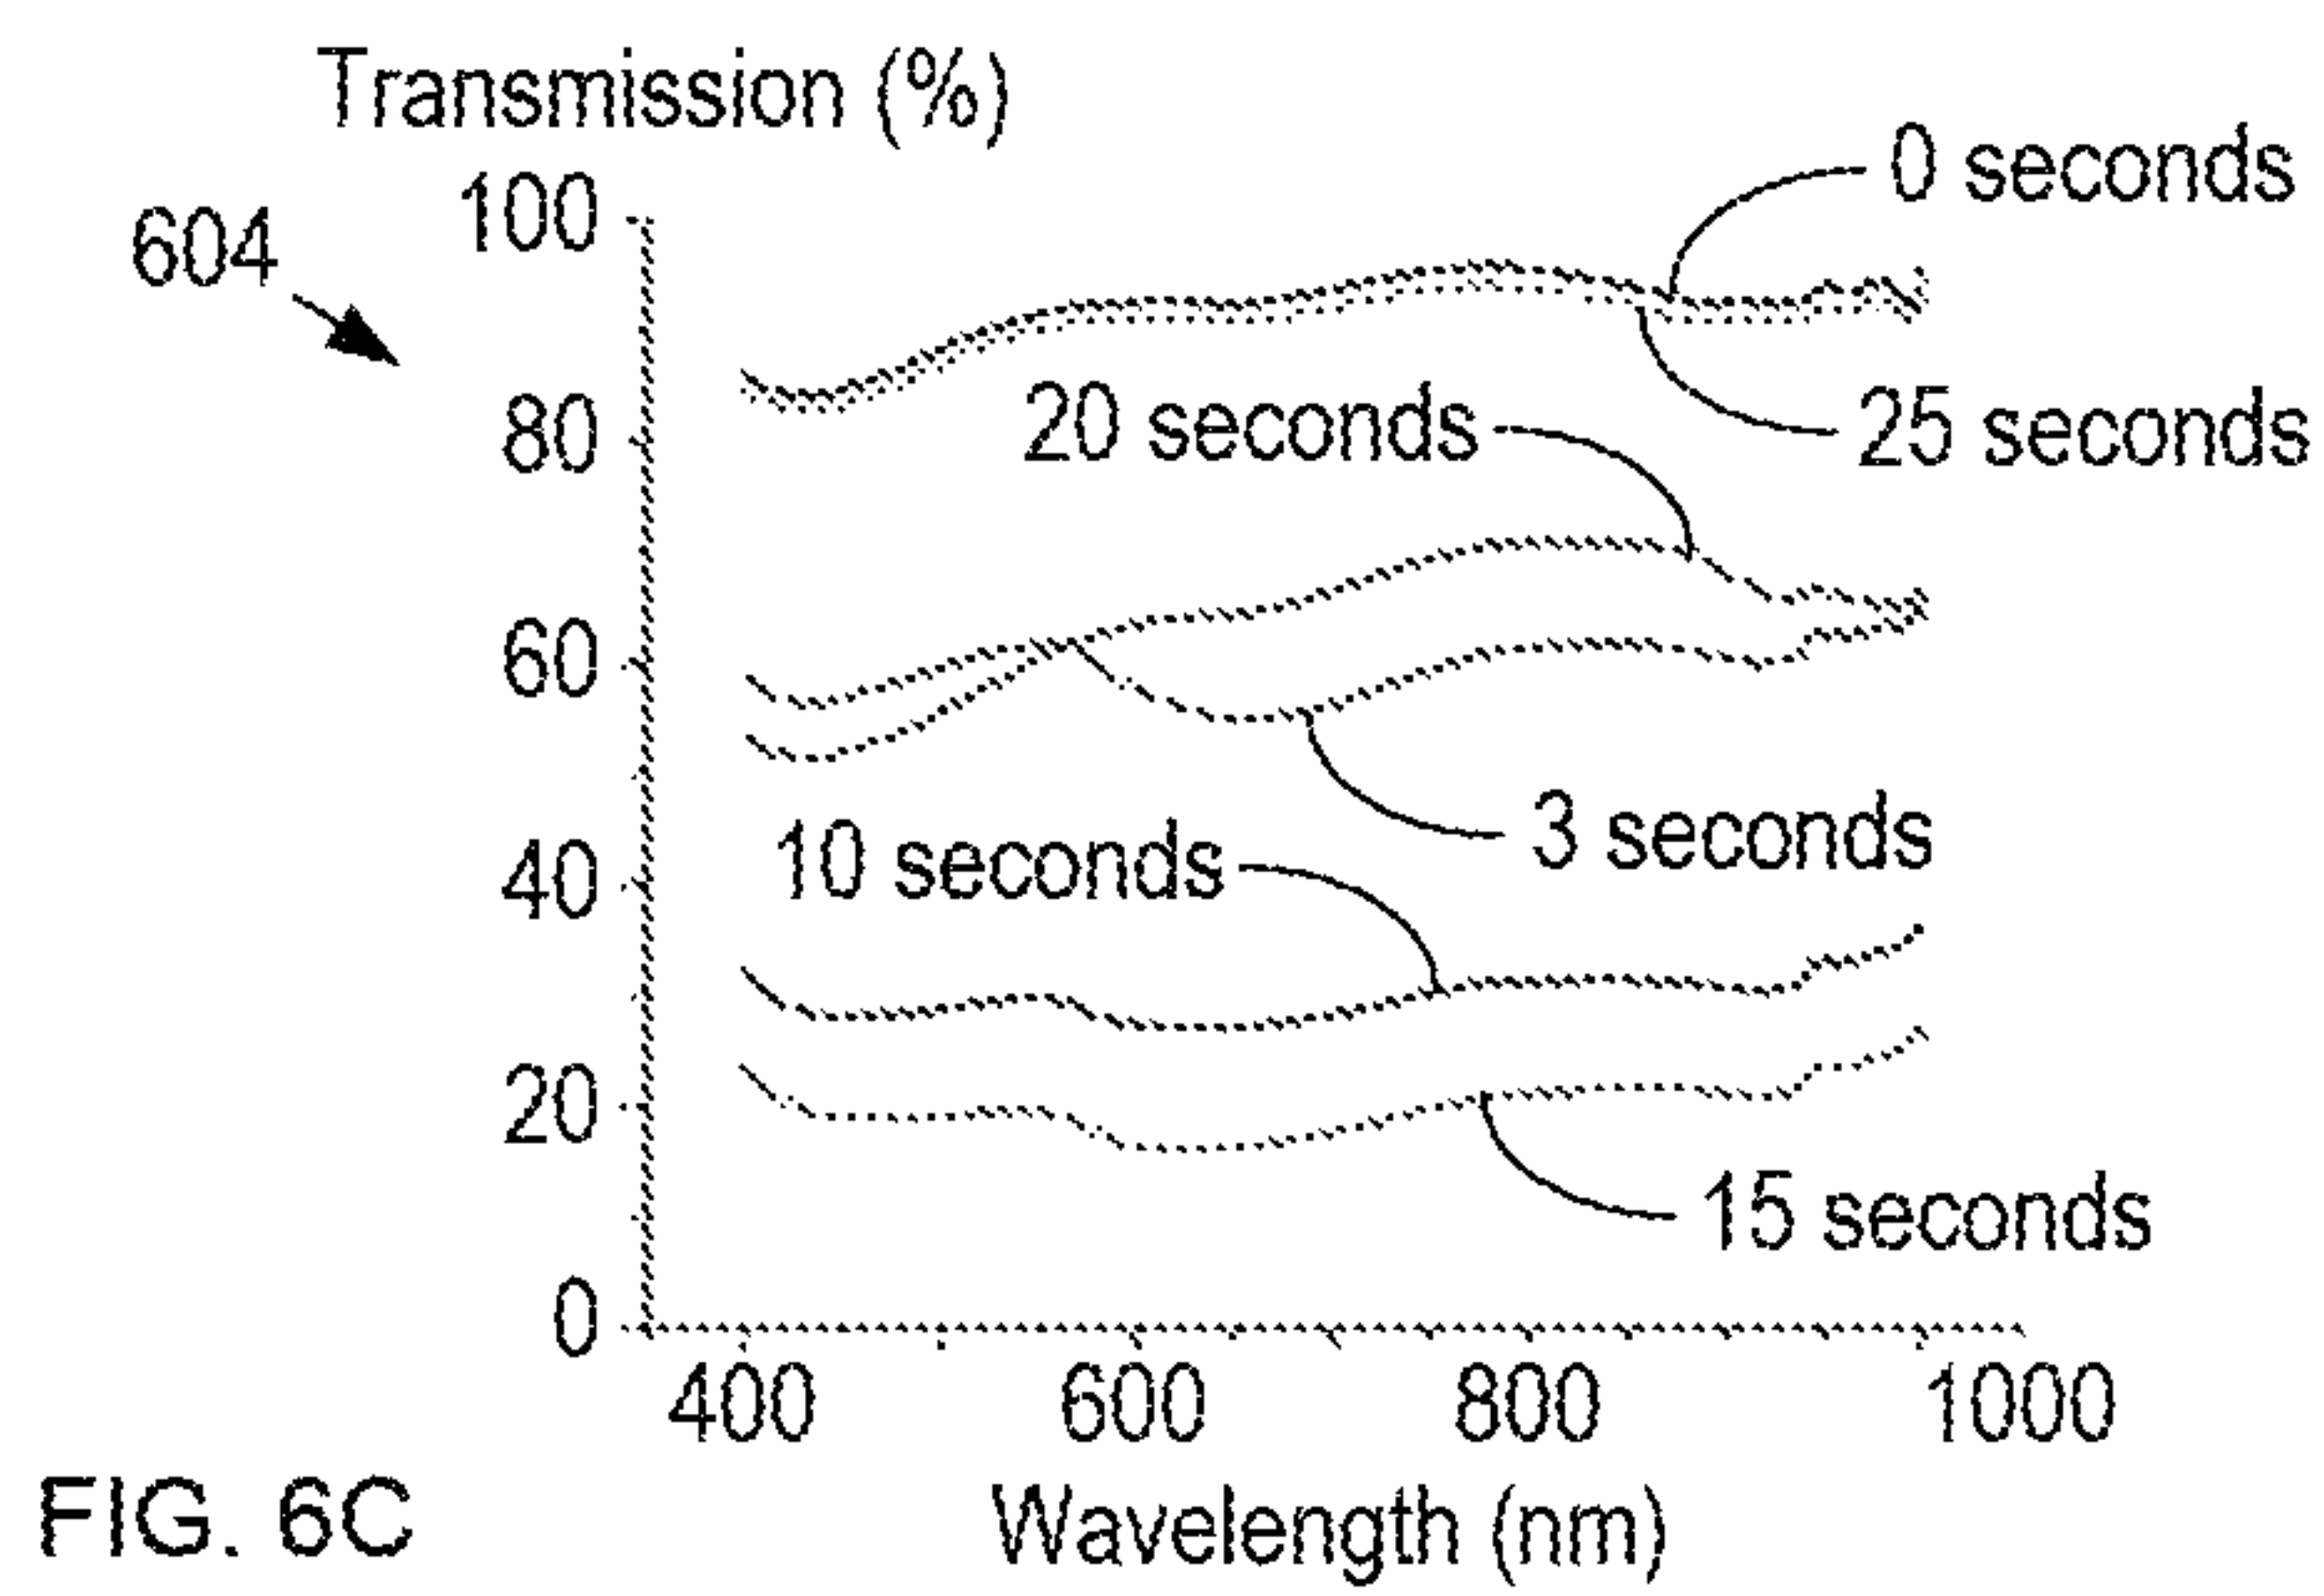 Transmission (%)
604
100
0 seconds
80
20 seconds
25 seconds
60
3 seconds
40
10 seconds
20
15 seconds
0
400 600 800 1000
Wavelength (nm)
FIG. 6C